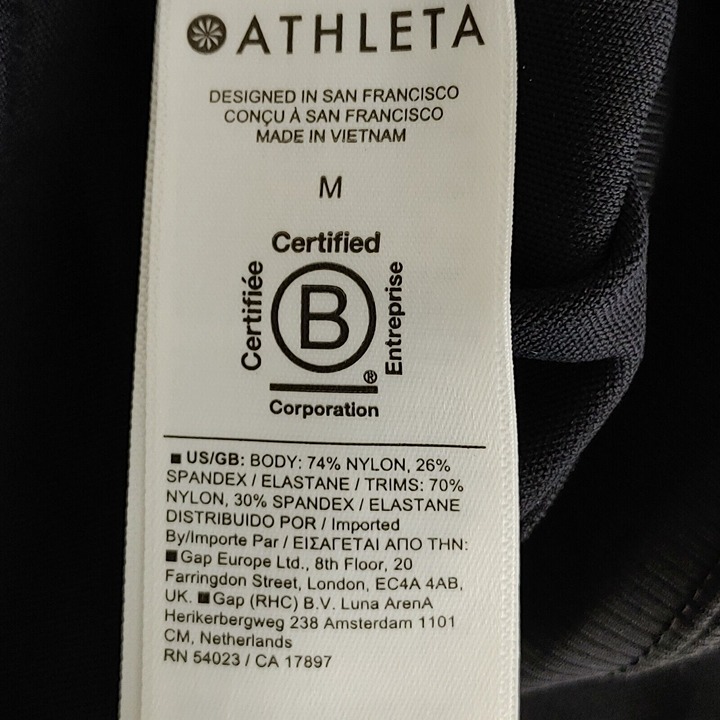 ATHLETA
DESIGNED IN SAN FRANCISCO
CONÇU À SAN FRANCISCO
MADE IN VIETNAM
M
Certified
Certifiée
B
Entreprise
®
Corporation
US/GB: BODY: 74% NYLON, 26%
SPANDEX / ELASTANE / TRIMS: 70%
NYLON, 30% SPANDEX / ELASTANE
DISTRIBUIDO POR / Imported
By/Importe Par / ΕΙΣΑΓΕΤΑΙ ΑΠΟ ΤΗΝ:
Gap Europe Ltd., 8th Floor, 20
Farringdon Street, London, EC4A 4AB,
UK. Gap (RHC) B.V. Luna ArenA
Herikerbergweg 238 Amsterdam 1101
CM, Netherlands
RN 54023 / CA 17897